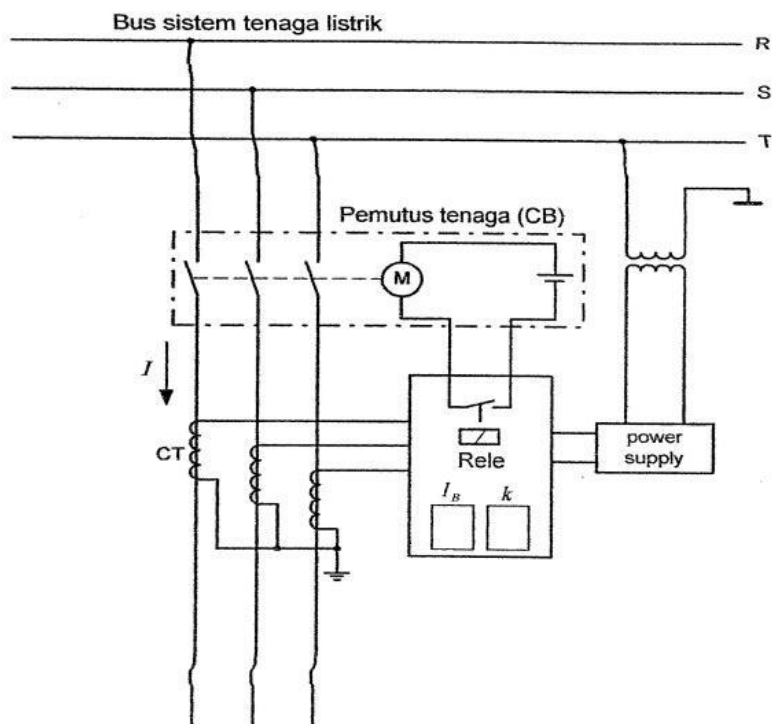 Bus sistem tenaga listrik
R
S
T
Pemutus tenaga (CB)
M
I
CT
Rele
power
supply
I_B
k